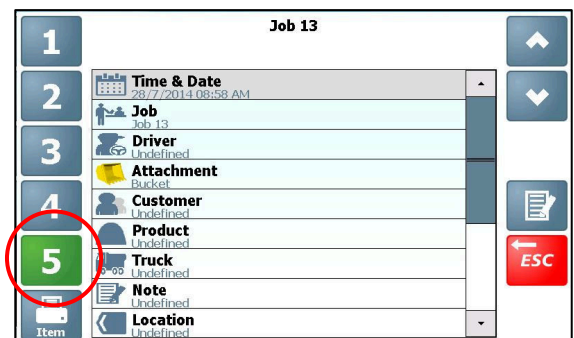 Job 13
1
2
3
4
5
Item
Time & Date
28/7/2014 08:58 AM
Job
Job 13
Driver
Undefined
Attachment
Bucket
Customer
Undefined
Product
Undefined
Truck
Undefined
Note
Undefined
Location
Undefined
ESC